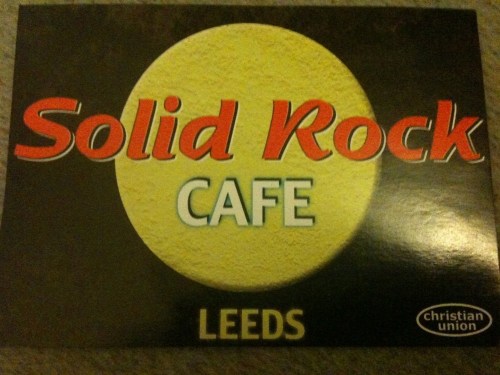 Solid Rock
CAFE
LEEDS
christian
union